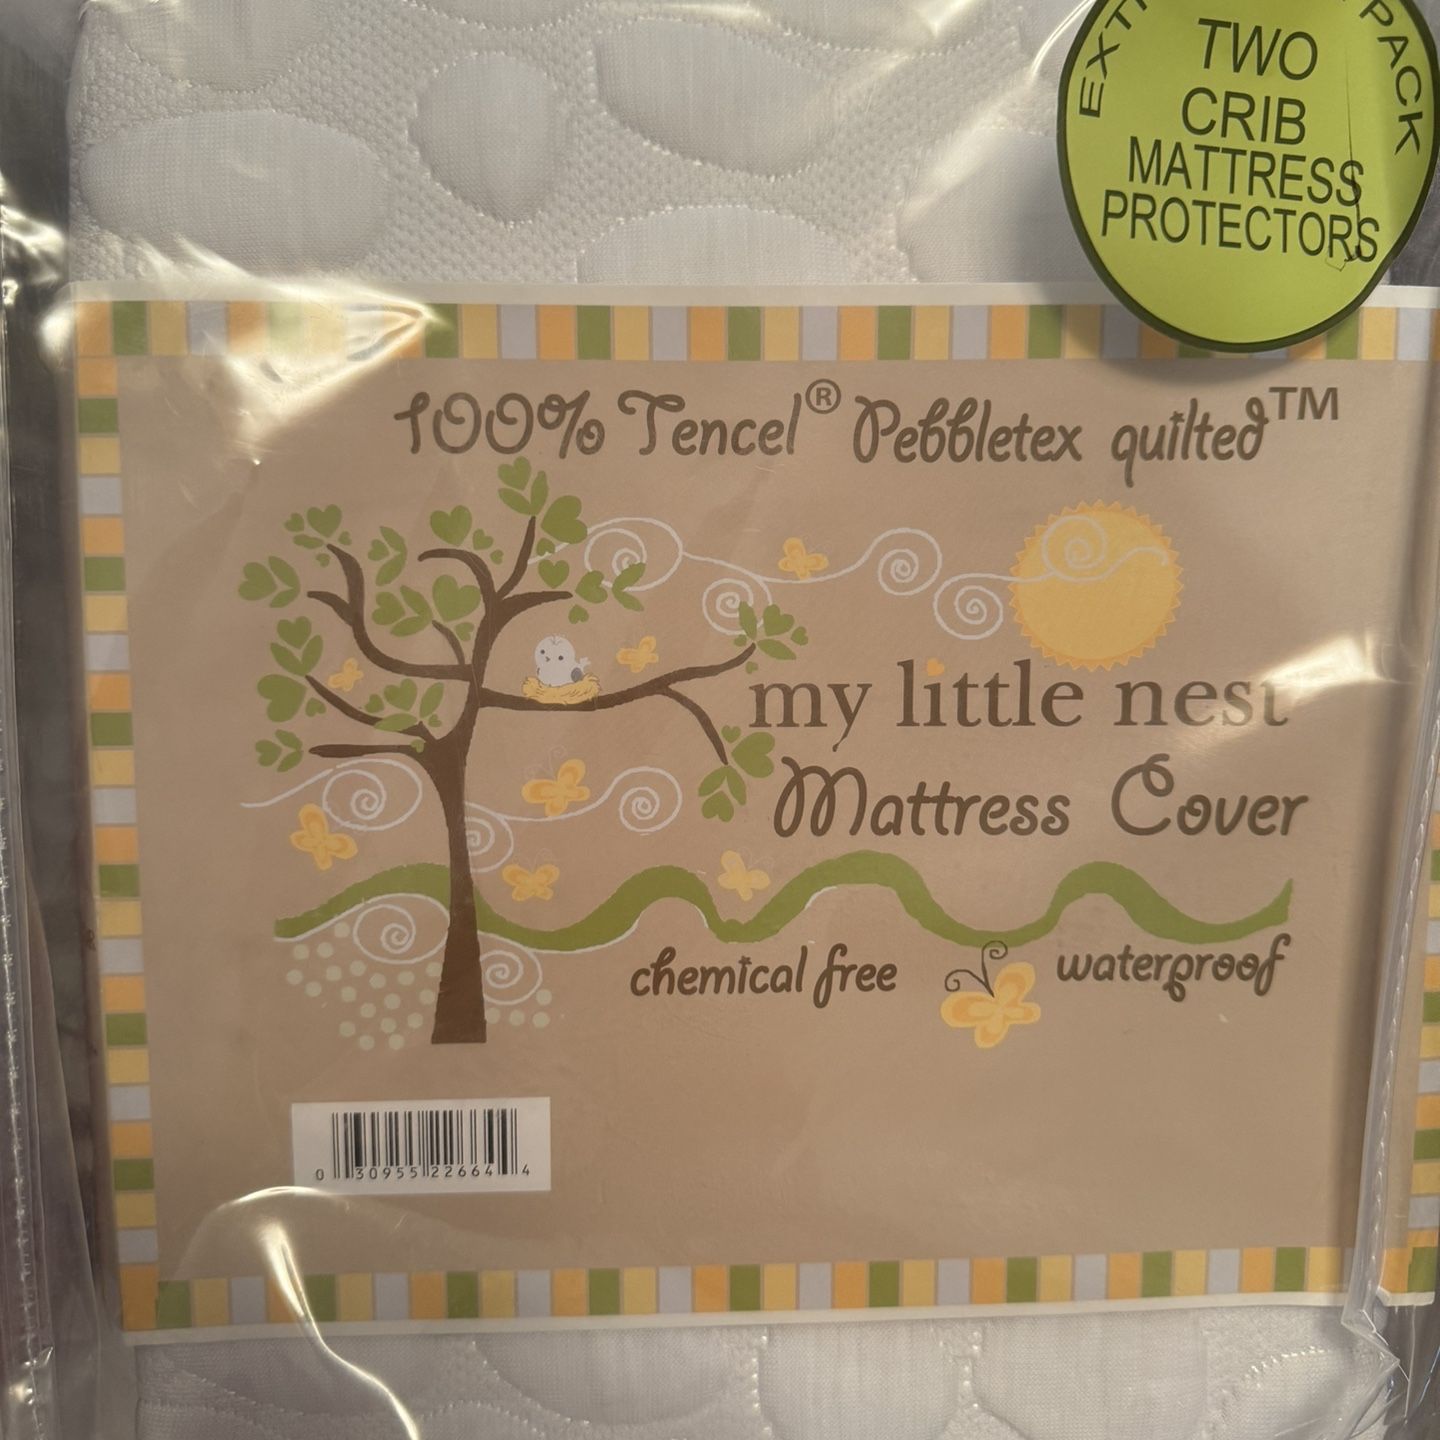 PACK
TWO
CRIB
MATTRESS
PROTECTORS
100% Tencel® Pebbletex quilted™
my little nest
Mattress Cover
chemical free waterproof
0 30955 22664 4